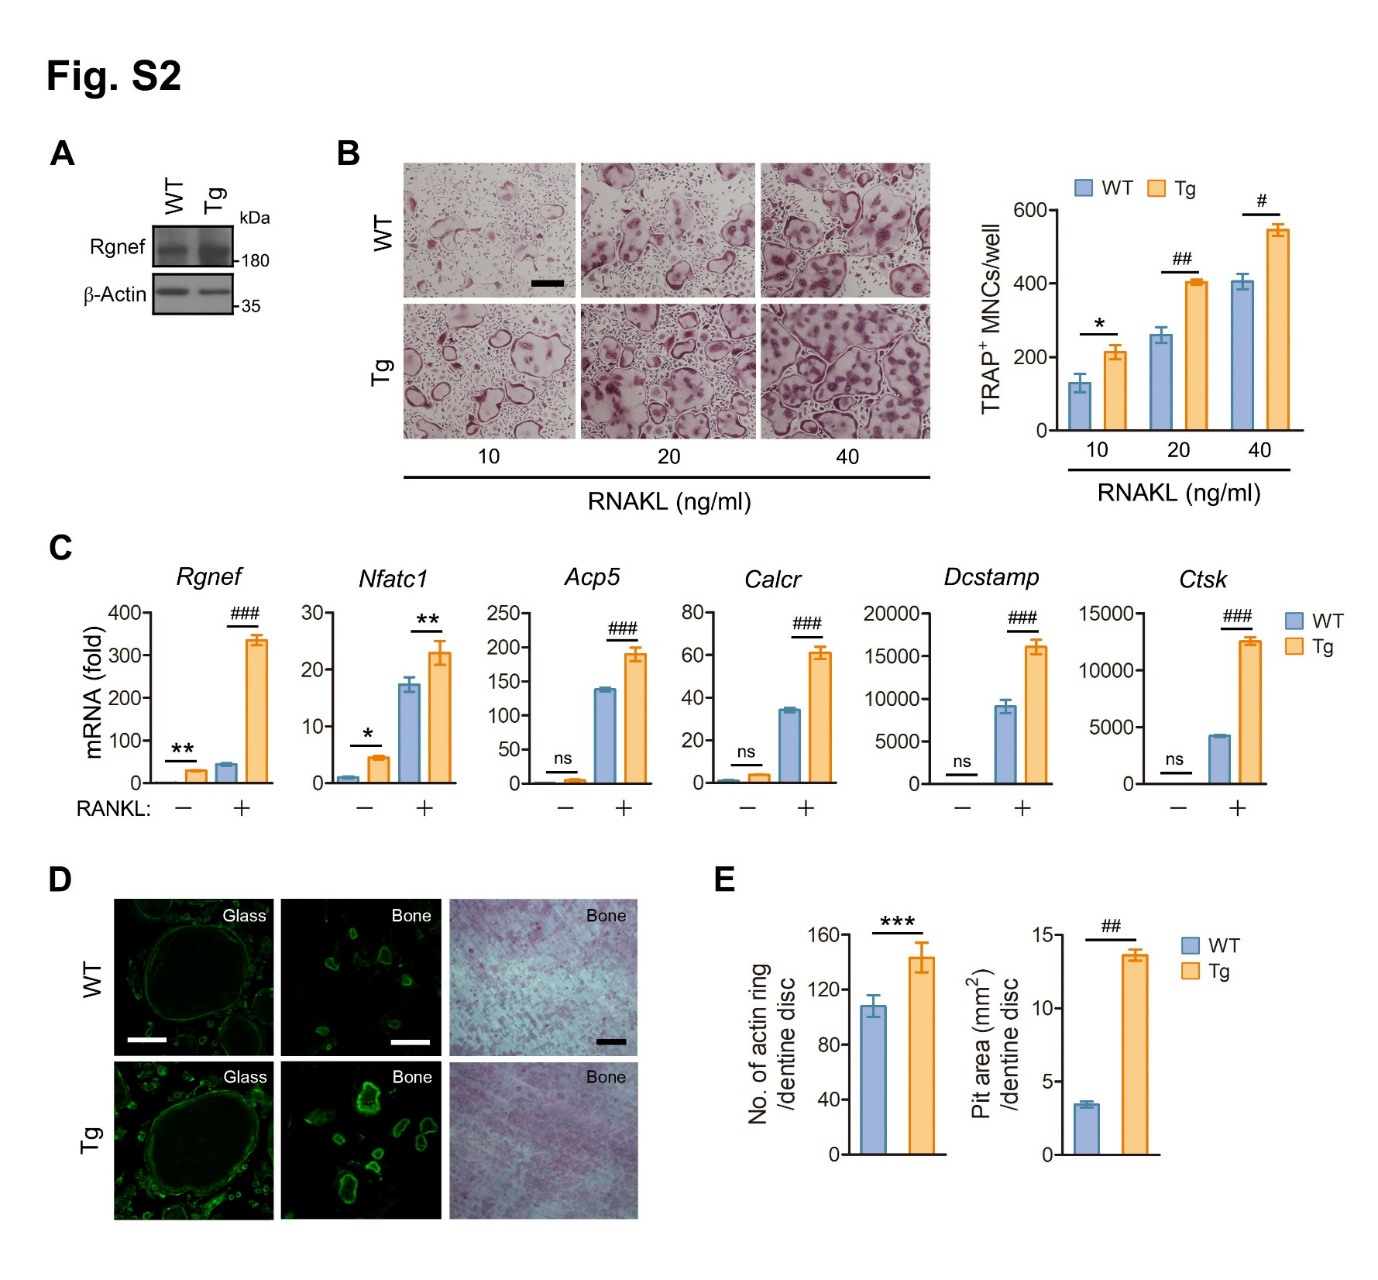 Fig. S2
A
WT
Tg
kDa
Rgnef
180
β-Actin
35
B
WT
Tg
10
20
40
RNAKL (ng/ml)
WT
Tg
TRAP+ MNCs/well
600
400
200
0
*
##
#
10
20
40
RNAKL (ng/ml)
C
mRNA (fold)
Rgnef
400
300
200
100
0
**
###
Nfatc1
30
20
10
0
*
**
Acp5
250
200
150
100
50
0
ns
###
Calcr
80
60
40
20
0
ns
###
Dcstamp
20000
15000
10000
5000
0
ns
###
Ctsk
15000
10000
5000
0
ns
###
WT
Tg
RANKL:
− + − + − + − + − + − +
D
WT
Glass
Bone
Bone
Tg
Glass
Bone
Bone
E
No. of actin ring
/dentine disc
160
120
80
40
0
***
Pit area (mm2)
/dentine disc
15
10
5
0
##
WT
Tg